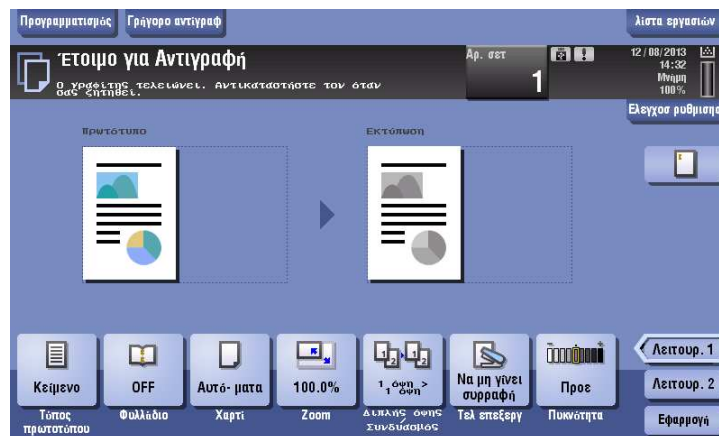 Προγραμματισμός
Γρήγορο αντίγραφ
λίστα εργασιών
Έτοιμο για Αντιγραφή
Ο γραφίτης τελειώνει. Αντικαταστήστε τον όταν
σας ζητηθεί.
Αρ. σετ
1
12/08/2013
14:32
Μνήμη
100%
Ελεγχοσ ρυθμιση
Πρωτότυπο
Εκτύπωση
Κείμενο
OFF
Αυτό- ματα
100.0%
1 όψη >
1 όψη
Να μη γίνει
συρραφή
Προε
Τύπος
πρωτοτύπου
Φυλλάδιο
Χαρτί
Zoom
Διπλής όψης
/
Συνδυασμός
Τελ επεξεργ
Πυκνότητα
Λειτουρ. 1
Λειτουρ. 2
Εφαρμογή